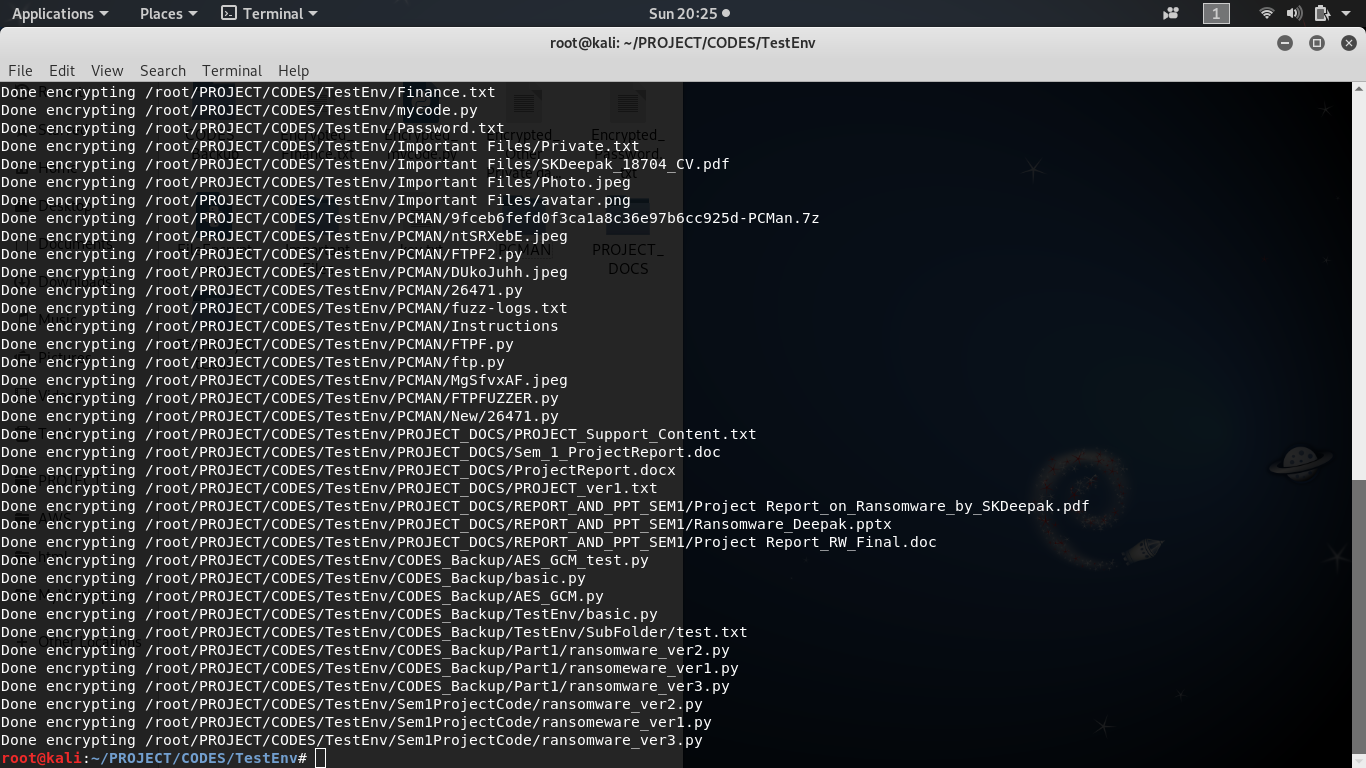 Applications Places Terminal Sun 20:25 1
root@kali: ~/PROJECT/CODES/TestEnv
File Edit View Search Terminal Help
Done encrypting /root/PROJECT/CODES/TestEnv/Finance.txt
Done encrypting /root/PROJECT/CODES/TestEnv/mycode.py
Done encrypting /root/PROJECT/CODES/TestEnv/Password.txt
Done encrypting /root/PROJECT/CODES/TestEnv/Important Files/Private.txt
Done encrypting /root/PROJECT/CODES/TestEnv/Important Files/SKDeepak_18704_CV.pdf
Done encrypting /root/PROJECT/CODES/TestEnv/Important Files/Photo.jpeg
Done encrypting /root/PROJECT/CODES/TestEnv/Important Files/avatar.png
Done encrypting /root/PROJECT/CODES/TestEnv/PCMAN/9fceb6fefd0f3ca1a8c36e97b6cc925d-PCMan.7z
Done encrypting /root/PROJECT/CODES/TestEnv/PCMAN/ntSRXebE.jpeg
Done encrypting /root/PROJECT/CODES/TestEnv/PCMAN/FTPF2.py
Done encrypting /root/PROJECT/CODES/TestEnv/PCMAN/DUkoJuhh.jpeg
Done encrypting /root/PROJECT/CODES/TestEnv/PCMAN/26471.py
Done encrypting /root/PROJECT/CODES/TestEnv/PCMAN/fuzz-logs.txt
Done encrypting /root/PROJECT/CODES/TestEnv/PCMAN/Instructions
Done encrypting /root/PROJECT/CODES/TestEnv/PCMAN/FTPF.py
Done encrypting /root/PROJECT/CODES/TestEnv/PCMAN/ftp.py
Done encrypting /root/PROJECT/CODES/TestEnv/PCMAN/MgSfvxAF.jpeg
Done encrypting /root/PROJECT/CODES/TestEnv/PCMAN/FTPFUZZER.py
Done encrypting /root/PROJECT/CODES/TestEnv/PCMAN/New/26471.py
Done encrypting /root/PROJECT/CODES/TestEnv/PROJECT_DOCS/PROJECT_Support_Content.txt
Done encrypting /root/PROJECT/CODES/TestEnv/PROJECT_DOCS/Sem_1_ProjectReport.doc
Done encrypting /root/PROJECT/CODES/TestEnv/PROJECT_DOCS/ProjectReport.docx
Done encrypting /root/PROJECT/CODES/TestEnv/PROJECT_DOCS/PROJECT_ver1.txt
Done encrypting /root/PROJECT/CODES/TestEnv/PROJECT_DOCS/REPORT_AND_PPT_SEM1/Project Report_on_Ransomware_by_SKDeepak.pdf
Done encrypting /root/PROJECT/CODES/TestEnv/PROJECT_DOCS/REPORT_AND_PPT_SEM1/Ransomware_Deepak.pptx
Done encrypting /root/PROJECT/CODES/TestEnv/PROJECT_DOCS/REPORT_AND_PPT_SEM1/Project Report_RW_Final.doc
Done encrypting /root/PROJECT/CODES/TestEnv/CODES_Backup/AES_GCM_test.py
Done encrypting /root/PROJECT/CODES/TestEnv/CODES_Backup/basic.py
Done encrypting /root/PROJECT/CODES/TestEnv/CODES_Backup/AES_GCM.py
Done encrypting /root/PROJECT/CODES/TestEnv/CODES_Backup/TestEnv/basic.py
Done encrypting /root/PROJECT/CODES/TestEnv/CODES_Backup/TestEnv/SubFolder/test.txt
Done encrypting /root/PROJECT/CODES/TestEnv/CODES_Backup/Part1/ransomware_ver2.py
Done encrypting /root/PROJECT/CODES/TestEnv/CODES_Backup/Part1/ransomeware_ver1.py
Done encrypting /root/PROJECT/CODES/TestEnv/CODES_Backup/Part1/ransomware_ver3.py
Done encrypting /root/PROJECT/CODES/TestEnv/Sem1ProjectCode/ransomware_ver2.py
Done encrypting /root/PROJECT/CODES/TestEnv/Sem1ProjectCode/ransomeware_ver1.py
Done encrypting /root/PROJECT/CODES/TestEnv/Sem1ProjectCode/ransomware_ver3.py
root@kali:~/PROJECT/CODES/TestEnv#
PCMAN
PROJECT_
DOCS